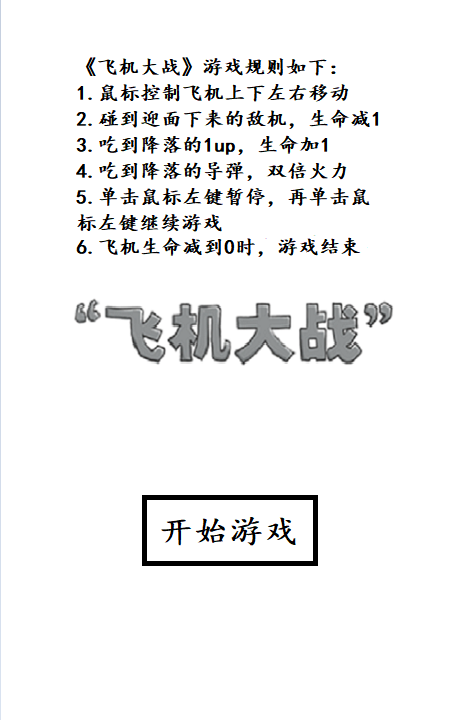 《飞机大战》游戏规则如下：
1.鼠标控制飞机上下左右移动
2.碰到迎面下来的敌机，生命减1
3.吃到降落的1up，生命加1
4.吃到降落的导弹，双倍火力
5.单击鼠标左键暂停，再单击鼠
标左键继续游戏
6.飞机生命减到0时，游戏结束
“飞机大战”
开始游戏